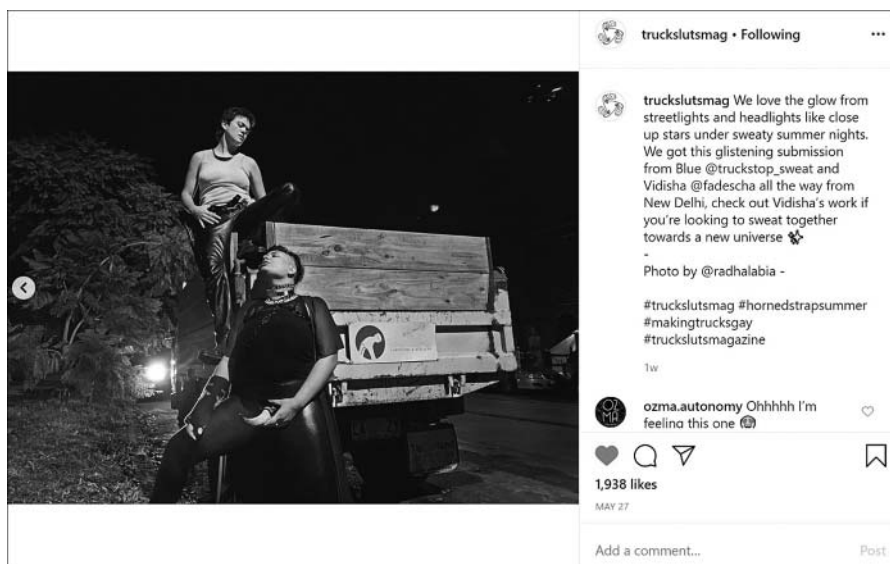 truckslutsmag • Following
truckslutsmag We love the glow from
streetlights and headlights like close
up stars under sweaty summer nights.
We got this glistening submission
from Blue @truckstop_sweat and
Vidisha @fadescha all the way from
New Delhi, check out Vidisha's work if
you're looking to sweat together
towards a new universe
-
Photo by @radhalabia -
#truckslutsmag #hornedstrapsummer
#makingtrucksgay
#truckslutsmagazine
1w
OZ
MA
ozma.autonomy Ohhhhh I'm
feeling this one
1,938 likes
MAY 27
Add a comment...
Post